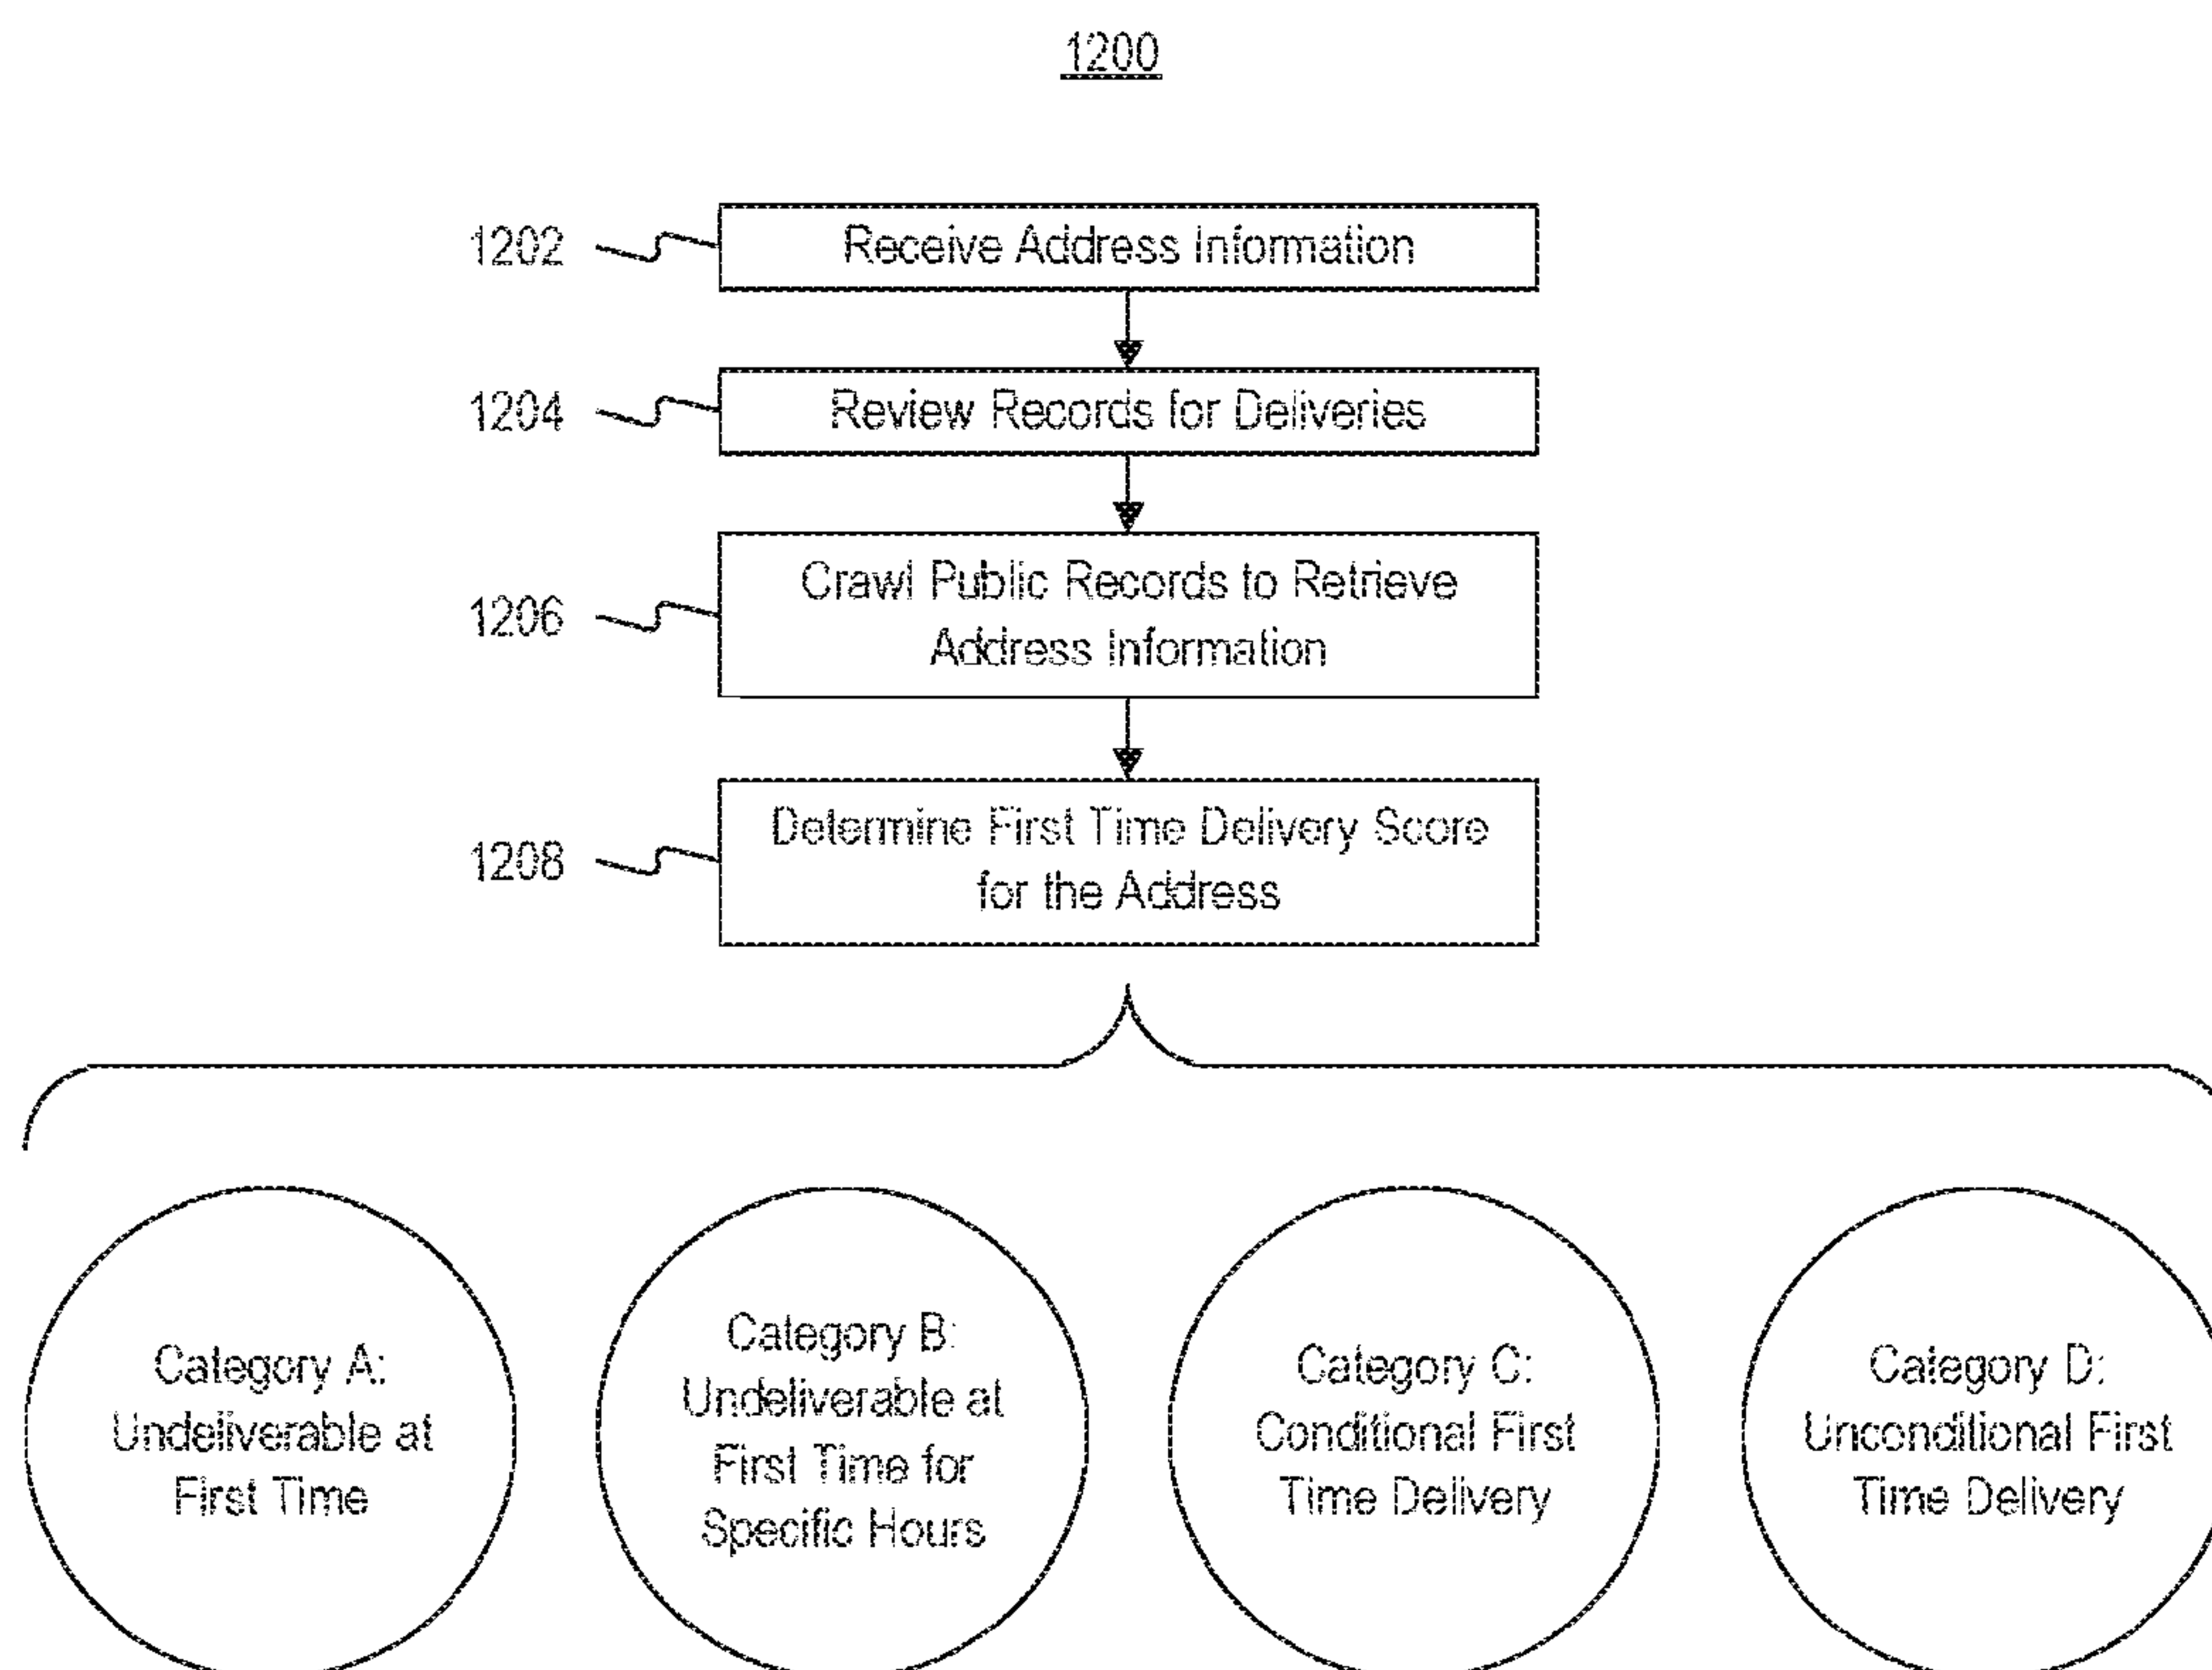 1200
1202
Receive Address Information
1204
Review Records for Deliveries
1206
Crawl Public Records to Retrieve
Address Information
1208
Determine First Time Delivery Score
for the Address
Category A:
Undeliverable at
First Time
Category B:
Undeliverable at
First Time for
Specific Hours
Category C:
Conditional First
Time Delivery
Category D:
Unconditional First
Time Delivery